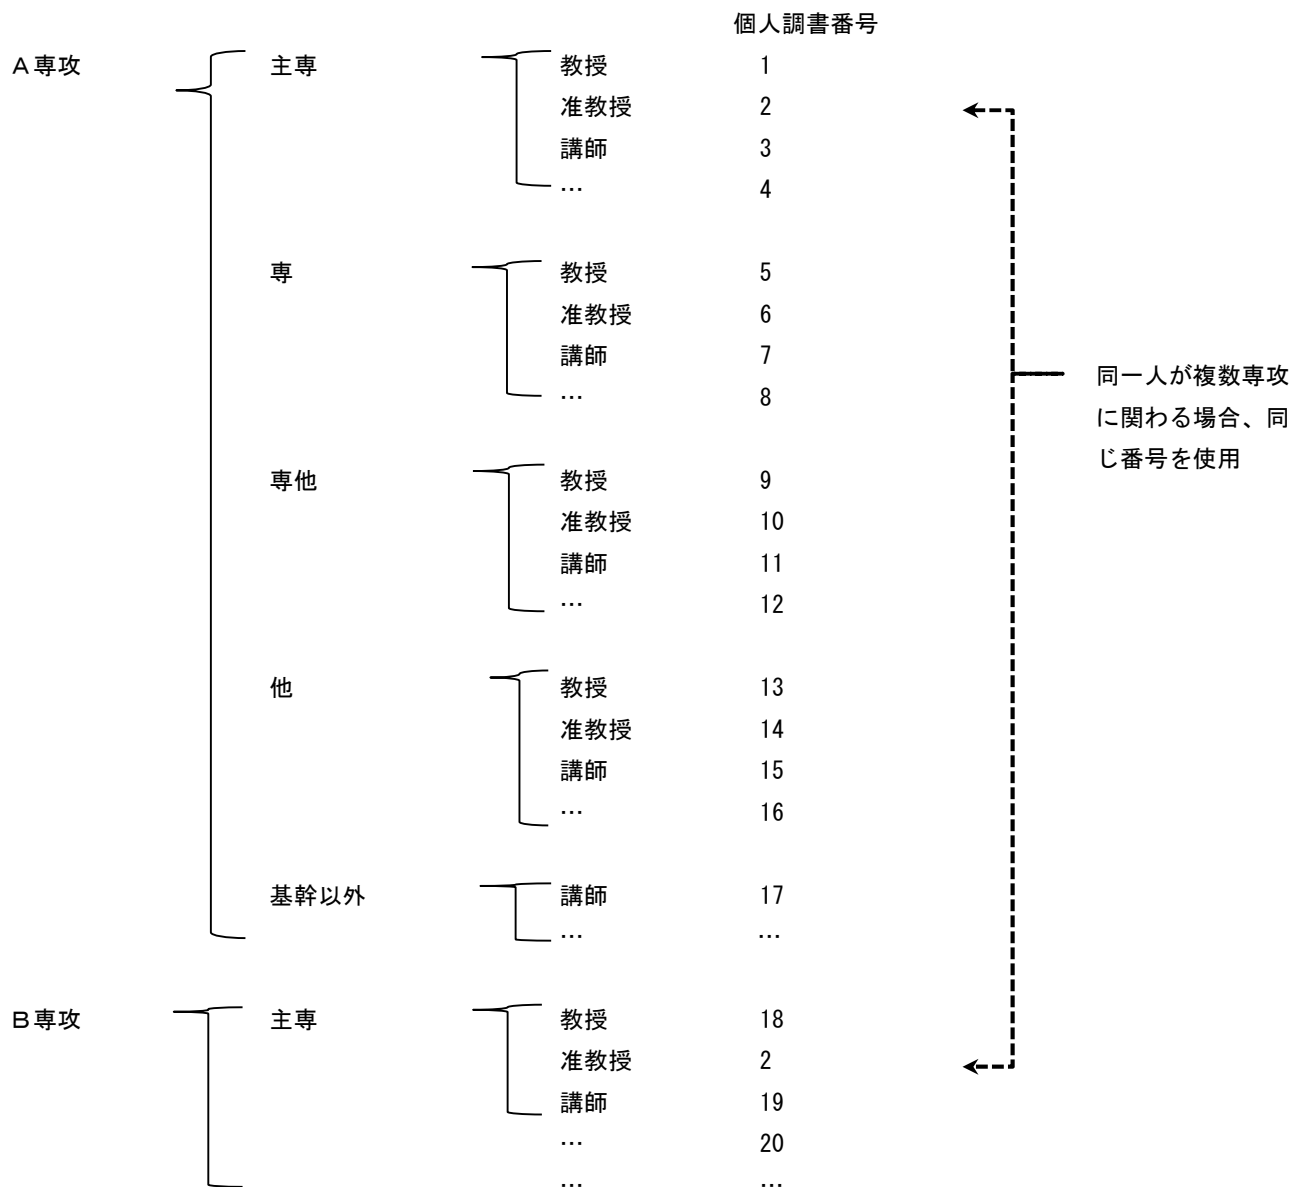 個人調書番号
A専攻 主専 教授 1
准教授 2
講師 3
… 4
専 教授 5
准教授 6
講師 7
… 8
同一人が複数専攻
に関わる場合、同
じ番号を使用
専他 教授 9
准教授 10
講師 11
… 12
他 教授 13
准教授 14
講師 15
… 16
基幹以外 講師 17
… …
B専攻 主専 教授 18
准教授 2
講師 19
… 20
… …